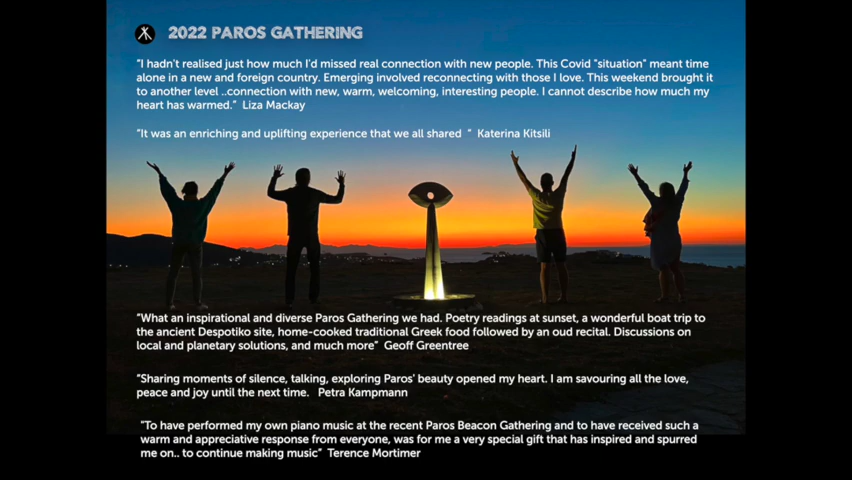 2022 PAROS GATHERING
"I hadn't realised just how much I'd missed real connection with new people. This Covid "situation" meant time
alone in a new and foreign country. Emerging involved reconnecting with those I love. This weekend brought it
to another level ..connection with new, warm, welcoming, interesting people. I cannot describe how much my
heart has warmed." Liza Mackay
"It was an enriching and uplifting experience that we all shared " Katerina Kitsili
"What an inspirational and diverse Paros Gathering we had. Poetry readings at sunset, a wonderful boat trip to
the ancient Despotiko site, home-cooked traditional Greek food followed by an oud recital. Discussions on
local and planetary solutions, and much more" Geoff Greentree
"Sharing moments of silence, talking, exploring Paros' beauty opened my heart. I am savouring all the love,
peace and joy until the next time. Petra Kampmann
"To have performed my own piano music at the recent Paros Beacon Gathering and to have received such a
warm and appreciative response from everyone, was for me a very special gift that has inspired and spurred
me on.. to continue making music" Terence Mortimer